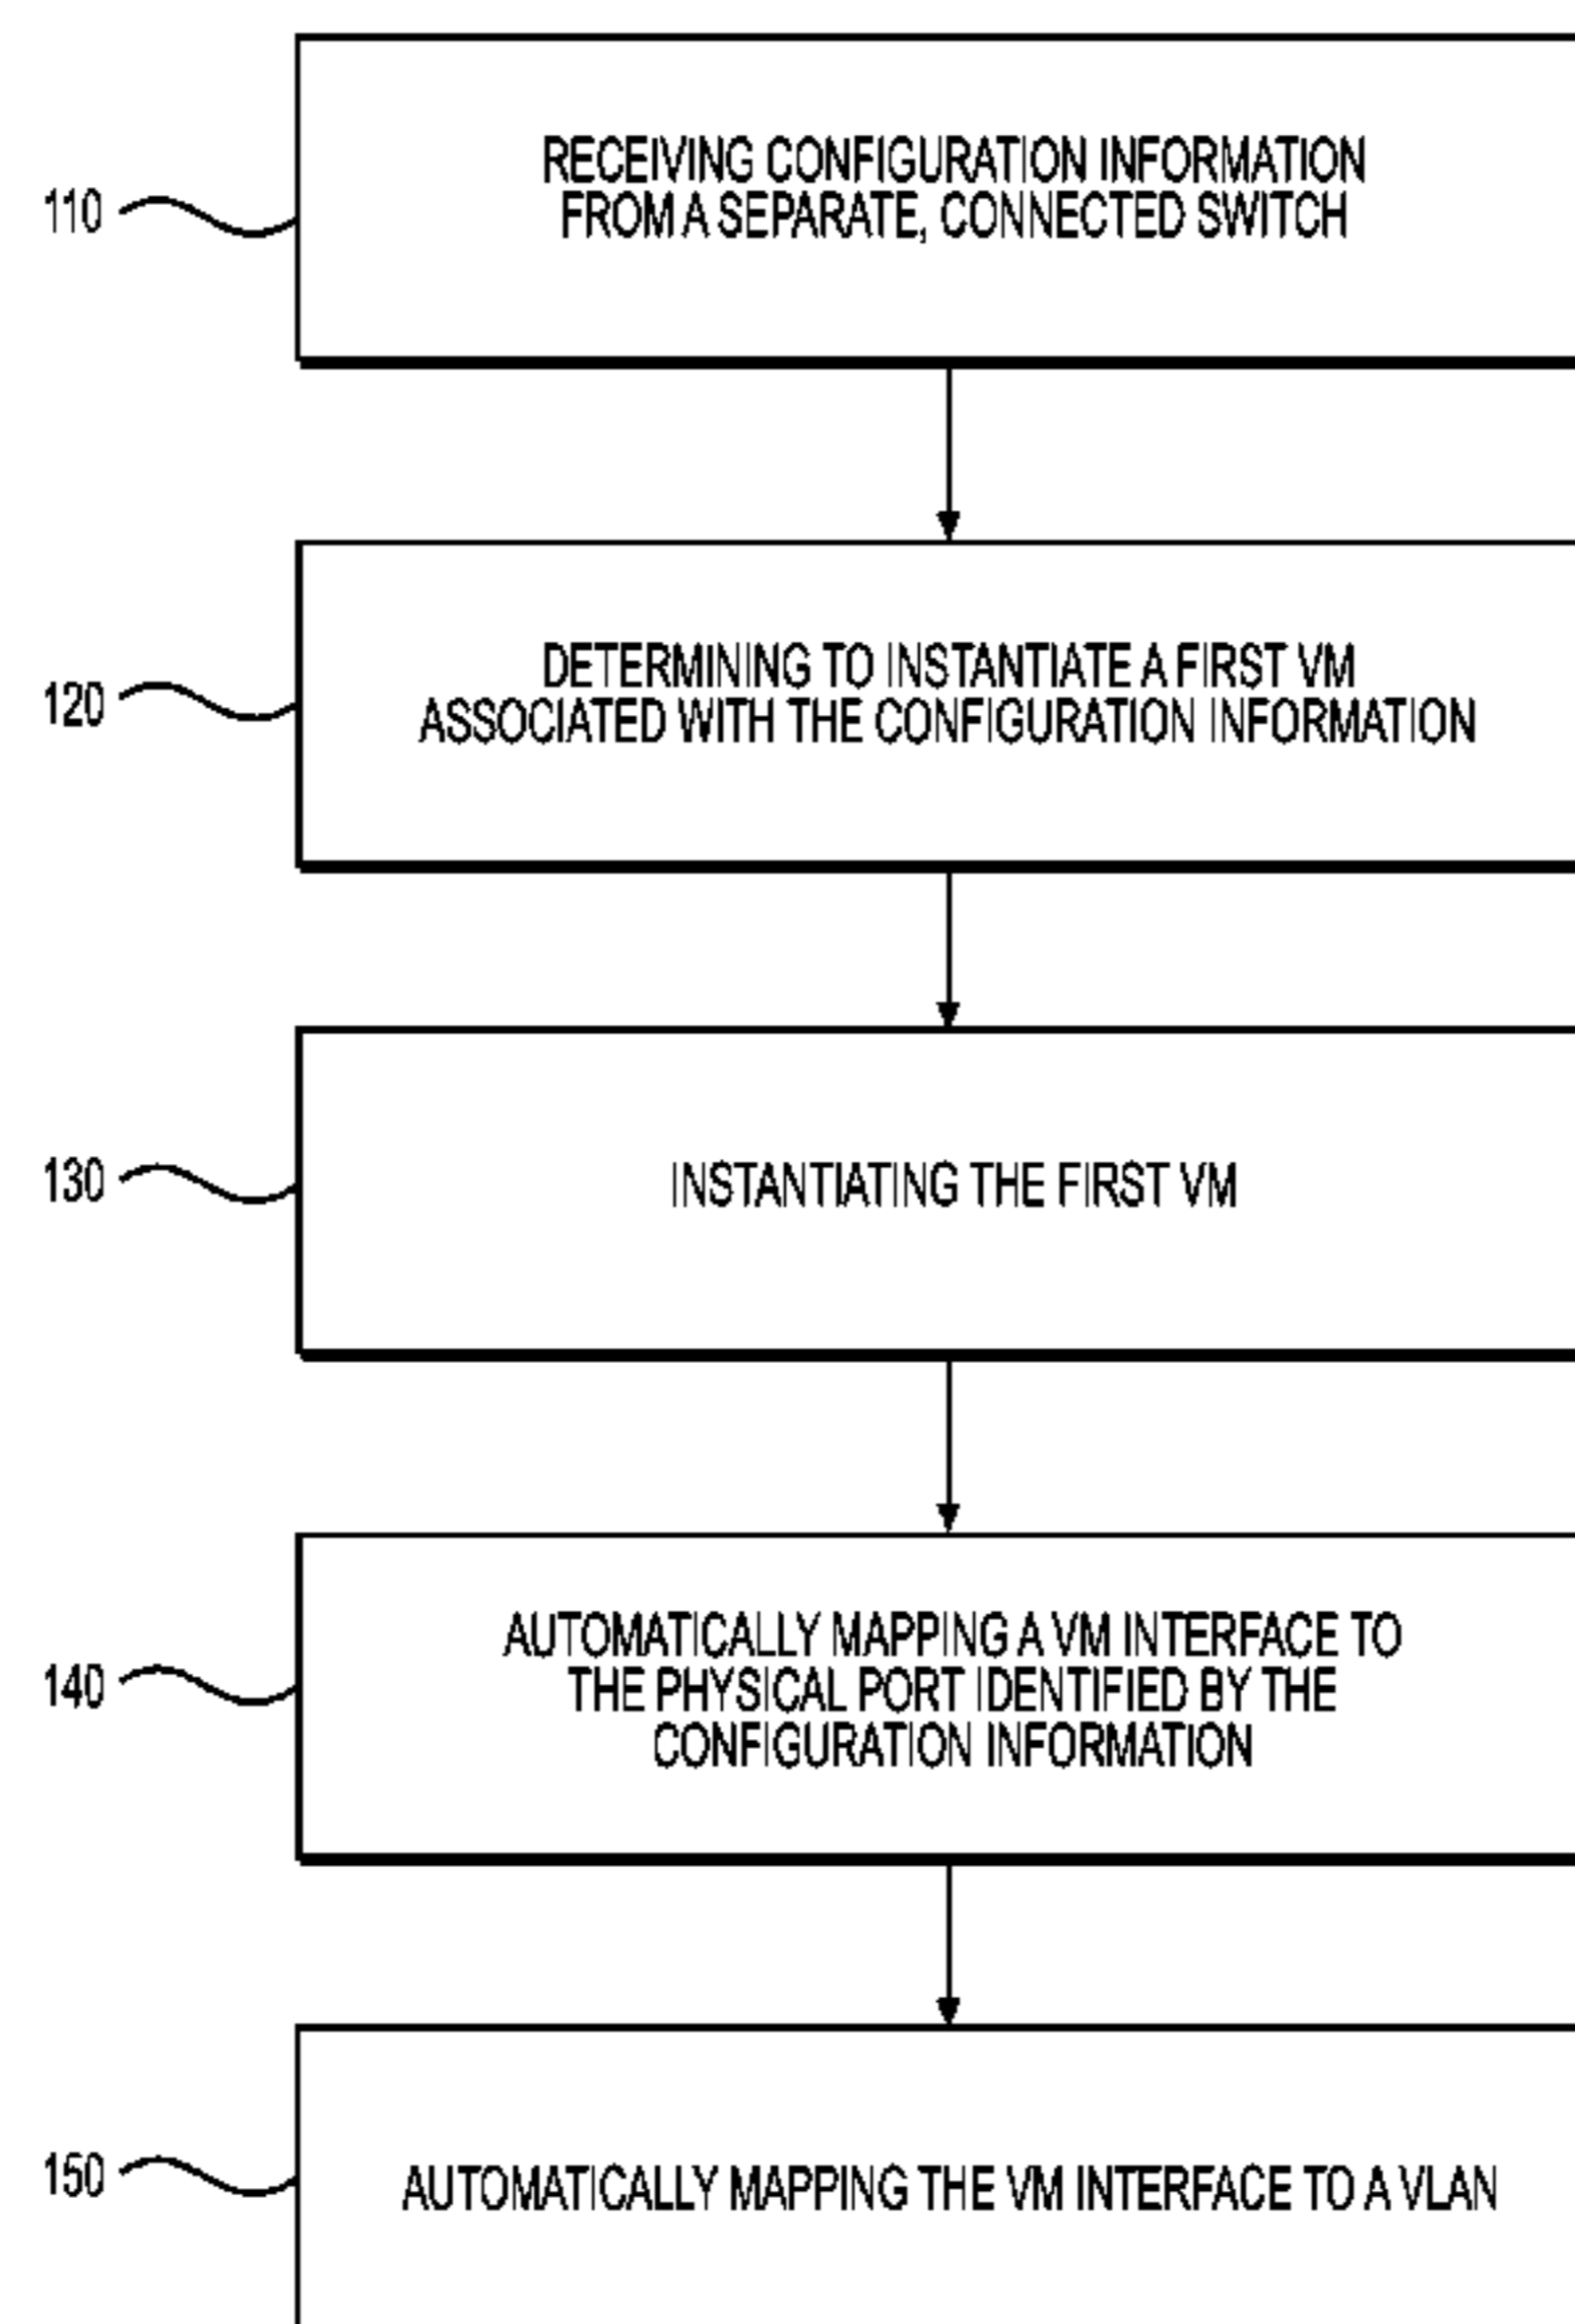 110
RECEIVING CONFIGURATION INFORMATION
FROM A SEPARATE, CONNECTED SWITCH
120
DETERMINING TO INSTANTIATE A FIRST VM
ASSOCIATED WITH THE CONFIGURATION INFORMATION
130
INSTANTIATING THE FIRST VM
140
AUTOMATICALLY MAPPING A VM INTERFACE TO
THE PHYSICAL PORT IDENTIFIED BY THE
CONFIGURATION INFORMATION
150
AUTOMATICALLY MAPPING THE VM INTERFACE TO A VLAN